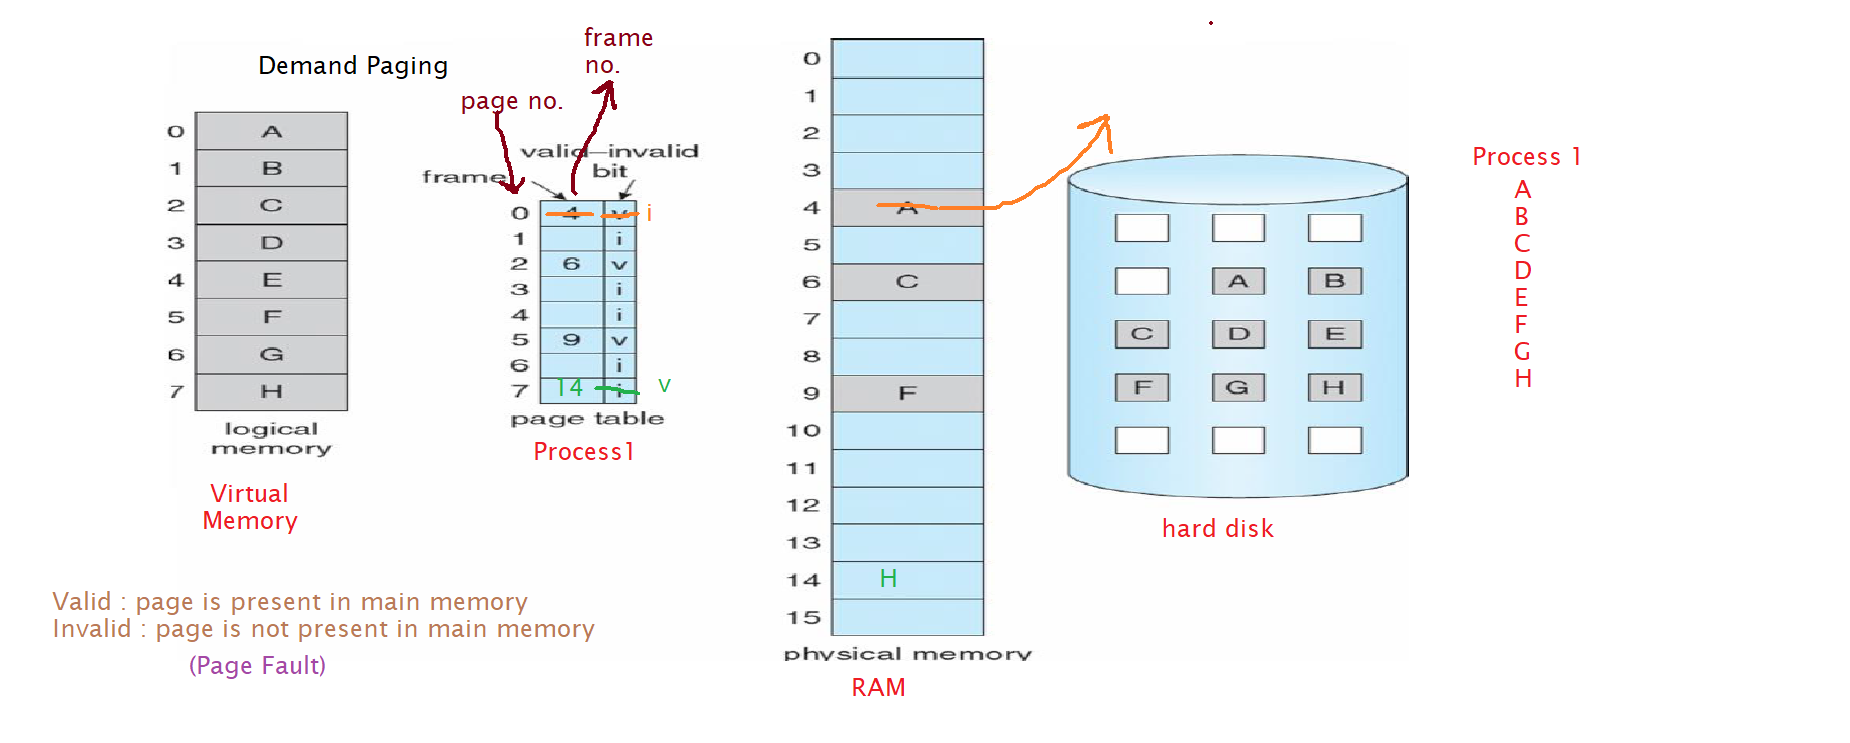 Demand Paging
frame
no.
page no.
valid–invalid
bit
frame
0 A
1 B
2 C
3 D
4 E
5 F
6 G
7 H
logical
memory
Virtual
Memory
0 4 v i
1 i
2 6 v
3 i
4 i
5 9 v
6 i
7 14 i v
page table
Process1
0
1
2
3
4 A
5
6 C
7
8
9 F
10
11
12
13
14 H
15
physical memory
RAM
A B
C D E
F G H
hard disk
Process 1
A
B
C
D
E
F
G
H
Valid : page is present in main memory
Invalid : page is not present in main memory
(Page Fault)